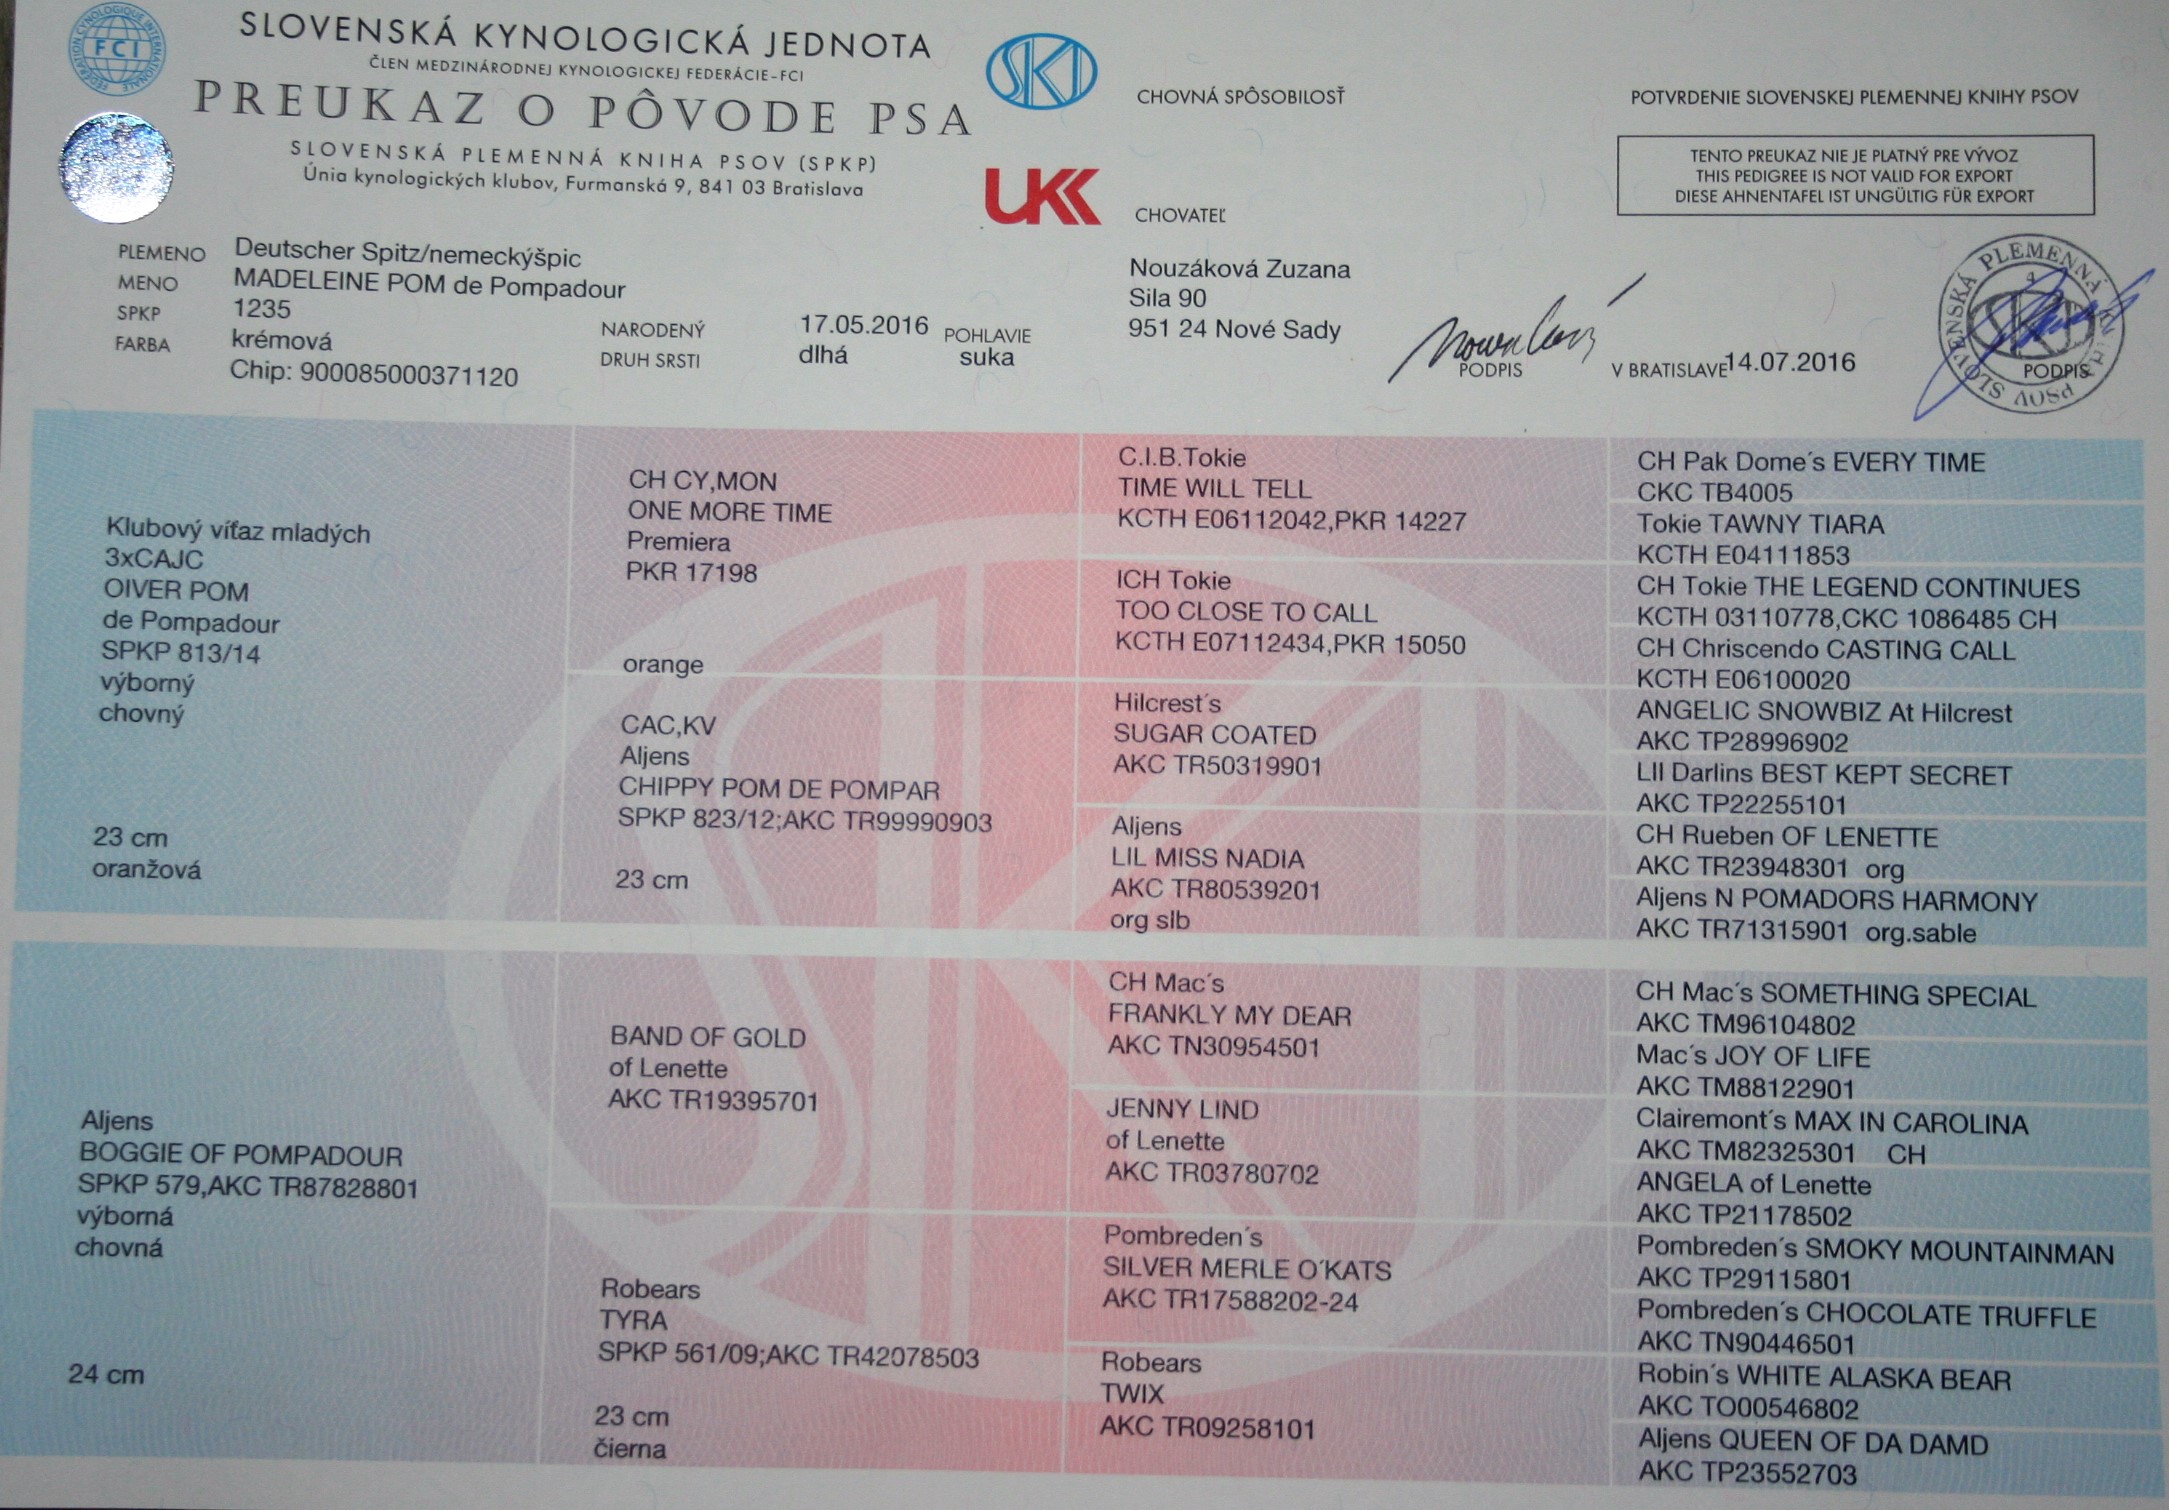 FEDERATION CYNOLOGIQUE INTERNATIONALE
FCI
SLOVENSKÁ KYNOLOGICKÁ JEDNOTA
ČLEN MEDZINÁRODNEJ KYNOLOGICKEJ FEDERÁCIE-FCI
PREUKAZ O PÔVODE PSA
SLOVENSKÁ PLEMENNÁ KNIHA PSOV (SPKP)
Únia kynologických klubov, Furmanská 9, 841 03 Bratislava
SKJ
UKK
CHOVNÁ SPÔSOBILOSŤ
POTVRDENIE SLOVENSKEJ PLEMENNEJ KNIHY PSOV
TENTO PREUKAZ NIE JE PLATNÝ PRE VÝVOZ
THIS PEDIGREE IS NOT VALID FOR EXPORT
DIESE AHNENTAFEL IST UNGÜLTIG FÜR EXPORT
CHOVATEĽ
PLEMENO Deutscher Spitz/nemeckýšpic
MENO MADELEINE POM de Pompadour
SPKP 1235
FARBA krémová
Chip: 900085000371120
NARODENÝ 17.05.2016 POHLAVIE
DRUH SRSTI dlhá suka
Nouzáková Zuzana
Sila 90
951 24 Nové Sady
PODPIS
V BRATISLAVE 14.07.2016
SLOVENSKÁ PLEMENNÁ KNIHA PSOV
PODPIS
Klubový víťaz mladých
3xCAJC
OIVER POM
de Pompadour
SPKP 813/14
výborný
chovný
23 cm
oranžová
CH CY,MON
ONE MORE TIME
Premiera
PKR 17198
orange
CAC,KV
Aljens
CHIPPY POM DE POMPAR
SPKP 823/12;AKC TR99990903
23 cm
C.I.B.Tokie
TIME WILL TELL
KCTH E06112042,PKR 14227
ICH Tokie
TOO CLOSE TO CALL
KCTH E07112434,PKR 15050
Hilcrest´s
SUGAR COATED
AKC TR50319901
Aljens
LIL MISS NADIA
AKC TR80539201
org slb
CH Pak Dome´s EVERY TIME
CKC TB4005
Tokie TAWNY TIARA
KCTH E04111853
CH Tokie THE LEGEND CONTINUES
KCTH 03110778,CKC 1086485 CH
CH Chriscendo CASTING CALL
KCTH E06100020
ANGELIC SNOWBIZ At Hilcrest
AKC TP28996902
LII Darlins BEST KEPT SECRET
AKC TP22255101
CH Rueben OF LENETTE
AKC TR23948301 org
Aljens N POMADORS HARMONY
AKC TR71315901 org.sable
Aljens
BOGGIE OF POMPADOUR
SPKP 579,AKC TR87828801
výborná
chovná
24 cm
BAND OF GOLD
of Lenette
AKC TR19395701
Robears
TYRA
SPKP 561/09;AKC TR42078503
23 cm
čierna
CH Mac´s
FRANKLY MY DEAR
AKC TN30954501
JENNY LIND
of Lenette
AKC TR03780702
Pombreden´s
SILVER MERLE O´KATS
AKC TR17588202-24
Robears
TWIX
AKC TR09258101
CH Mac´s SOMETHING SPECIAL
AKC TM96104802
Mac´s JOY OF LIFE
AKC TM88122901
Clairemont´s MAX IN CAROLINA
AKC TM82325301 CH
ANGELA of Lenette
AKC TP21178502
Pombreden´s SMOKY MOUNTAINMAN
AKC TP29115801
Pombreden´s CHOCOLATE TRUFFLE
AKC TN90446501
Robin´s WHITE ALASKA BEAR
AKC TO00546802
Aljens QUEEN OF DA DAMD
AKC TP23552703